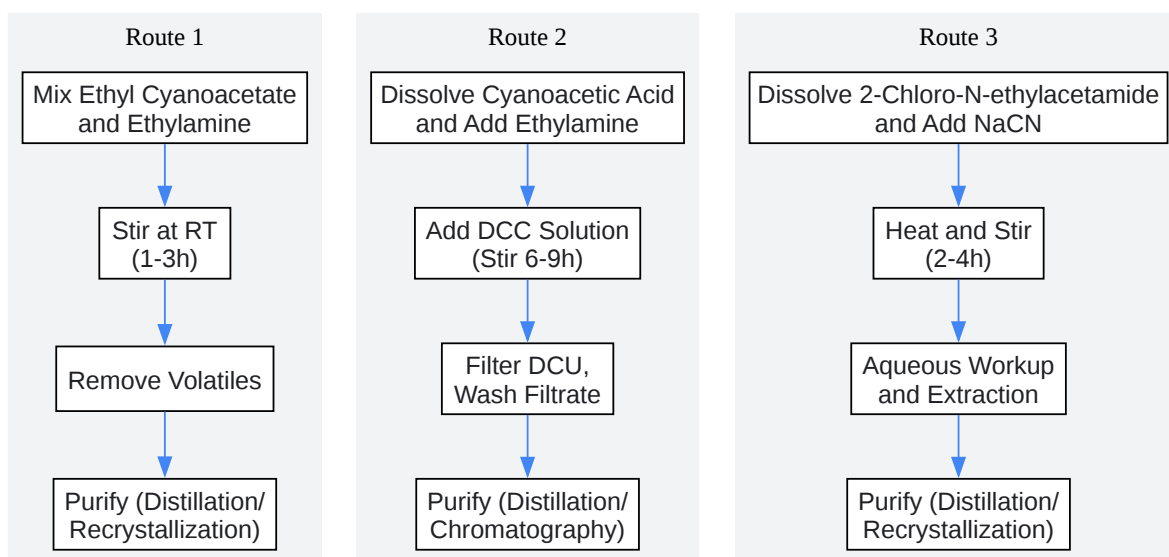 Route 1
Mix Ethyl Cyanoacetate
and Ethylamine
Stir at RT
(1-3h)
Remove Volatiles
Purify (Distillation/
Recrystallization)
Route 2
Dissolve Cyanoacetic Acid
and Add Ethylamine
Add DCC Solution
(Stir 6-9h)
Filter DCU,
Wash Filtrate
Purify (Distillation/
Chromatography)
Route 3
Dissolve 2-Chloro-N-ethylacetamide
and Add NaCN
Heat and Stir
(2-4h)
Aqueous Workup
and Extraction
Purify (Distillation/
Recrystallization)